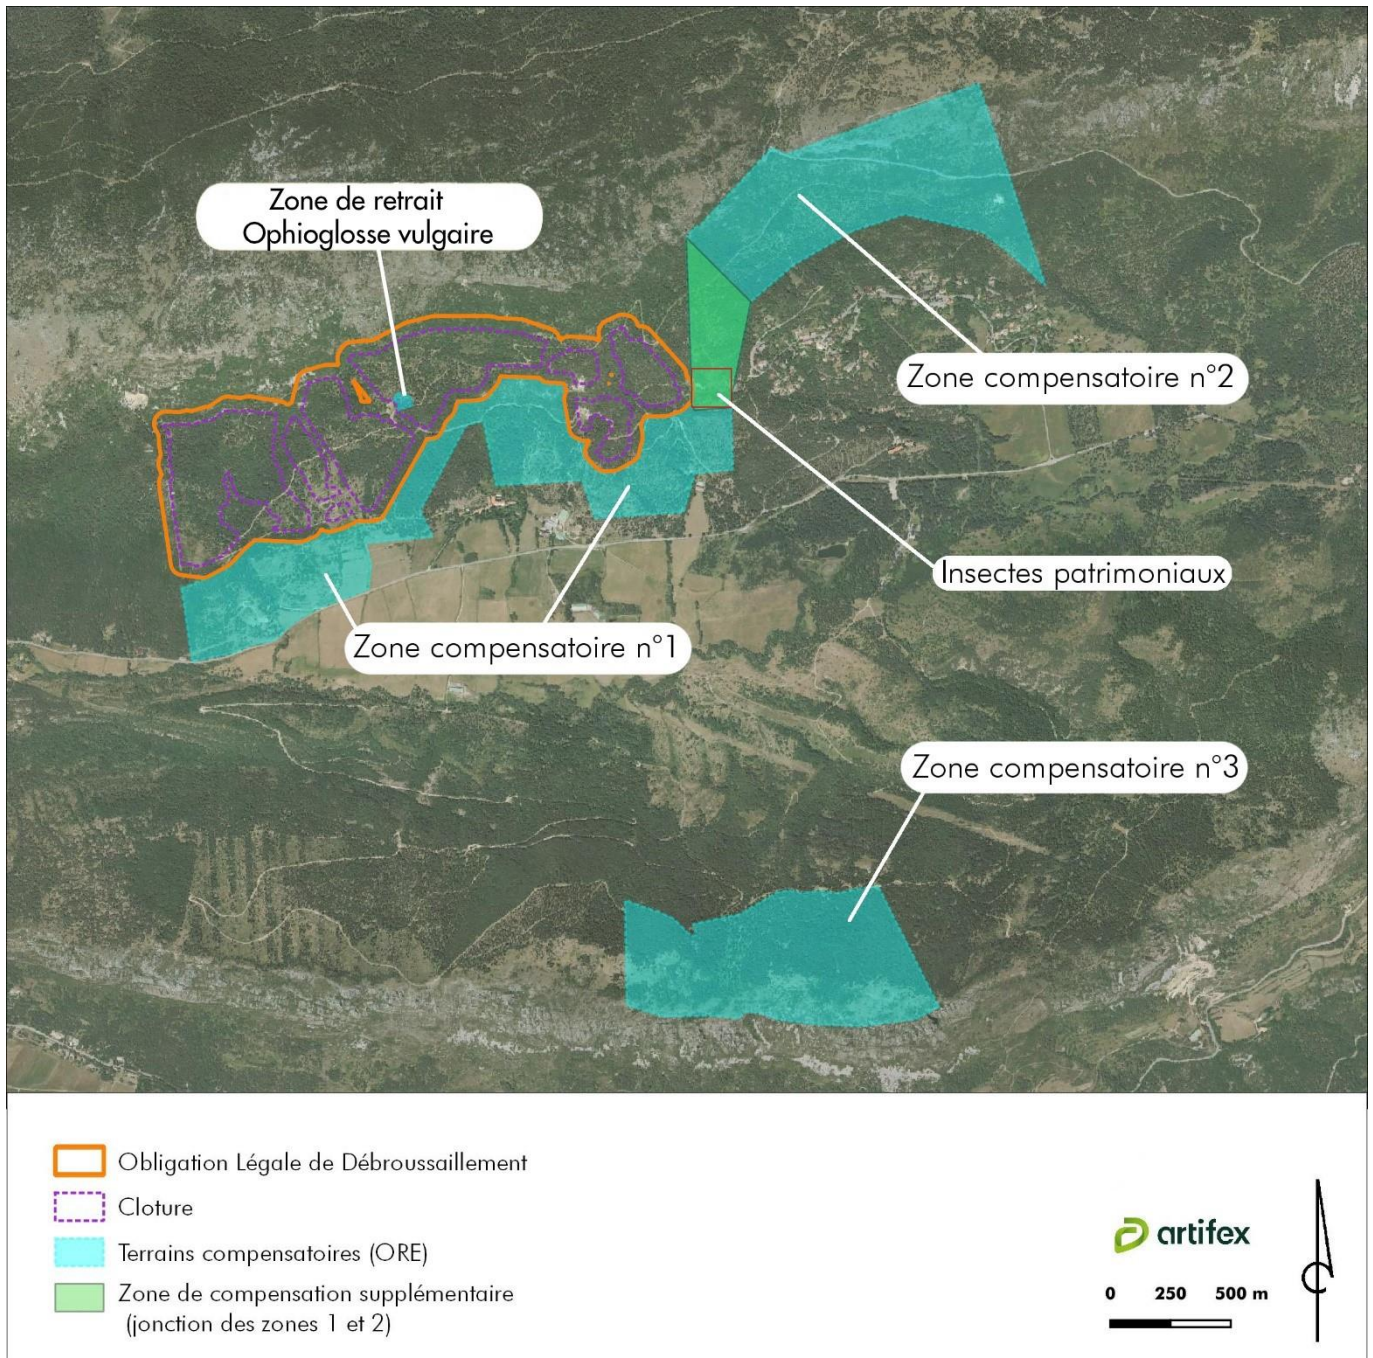 Zone de retrait
Ophioglosse vulgaire
Zone compensatoire n°2
Insectes patrimoniaux
Zone compensatoire n°1
Zone compensatoire n°3
Obligation Légale de Débroussaillement
Cloture
Terrains compensatoires (ORE)
Zone de compensation supplémentaire
(jonction des zones 1 et 2)
artifex
0 250 500 m